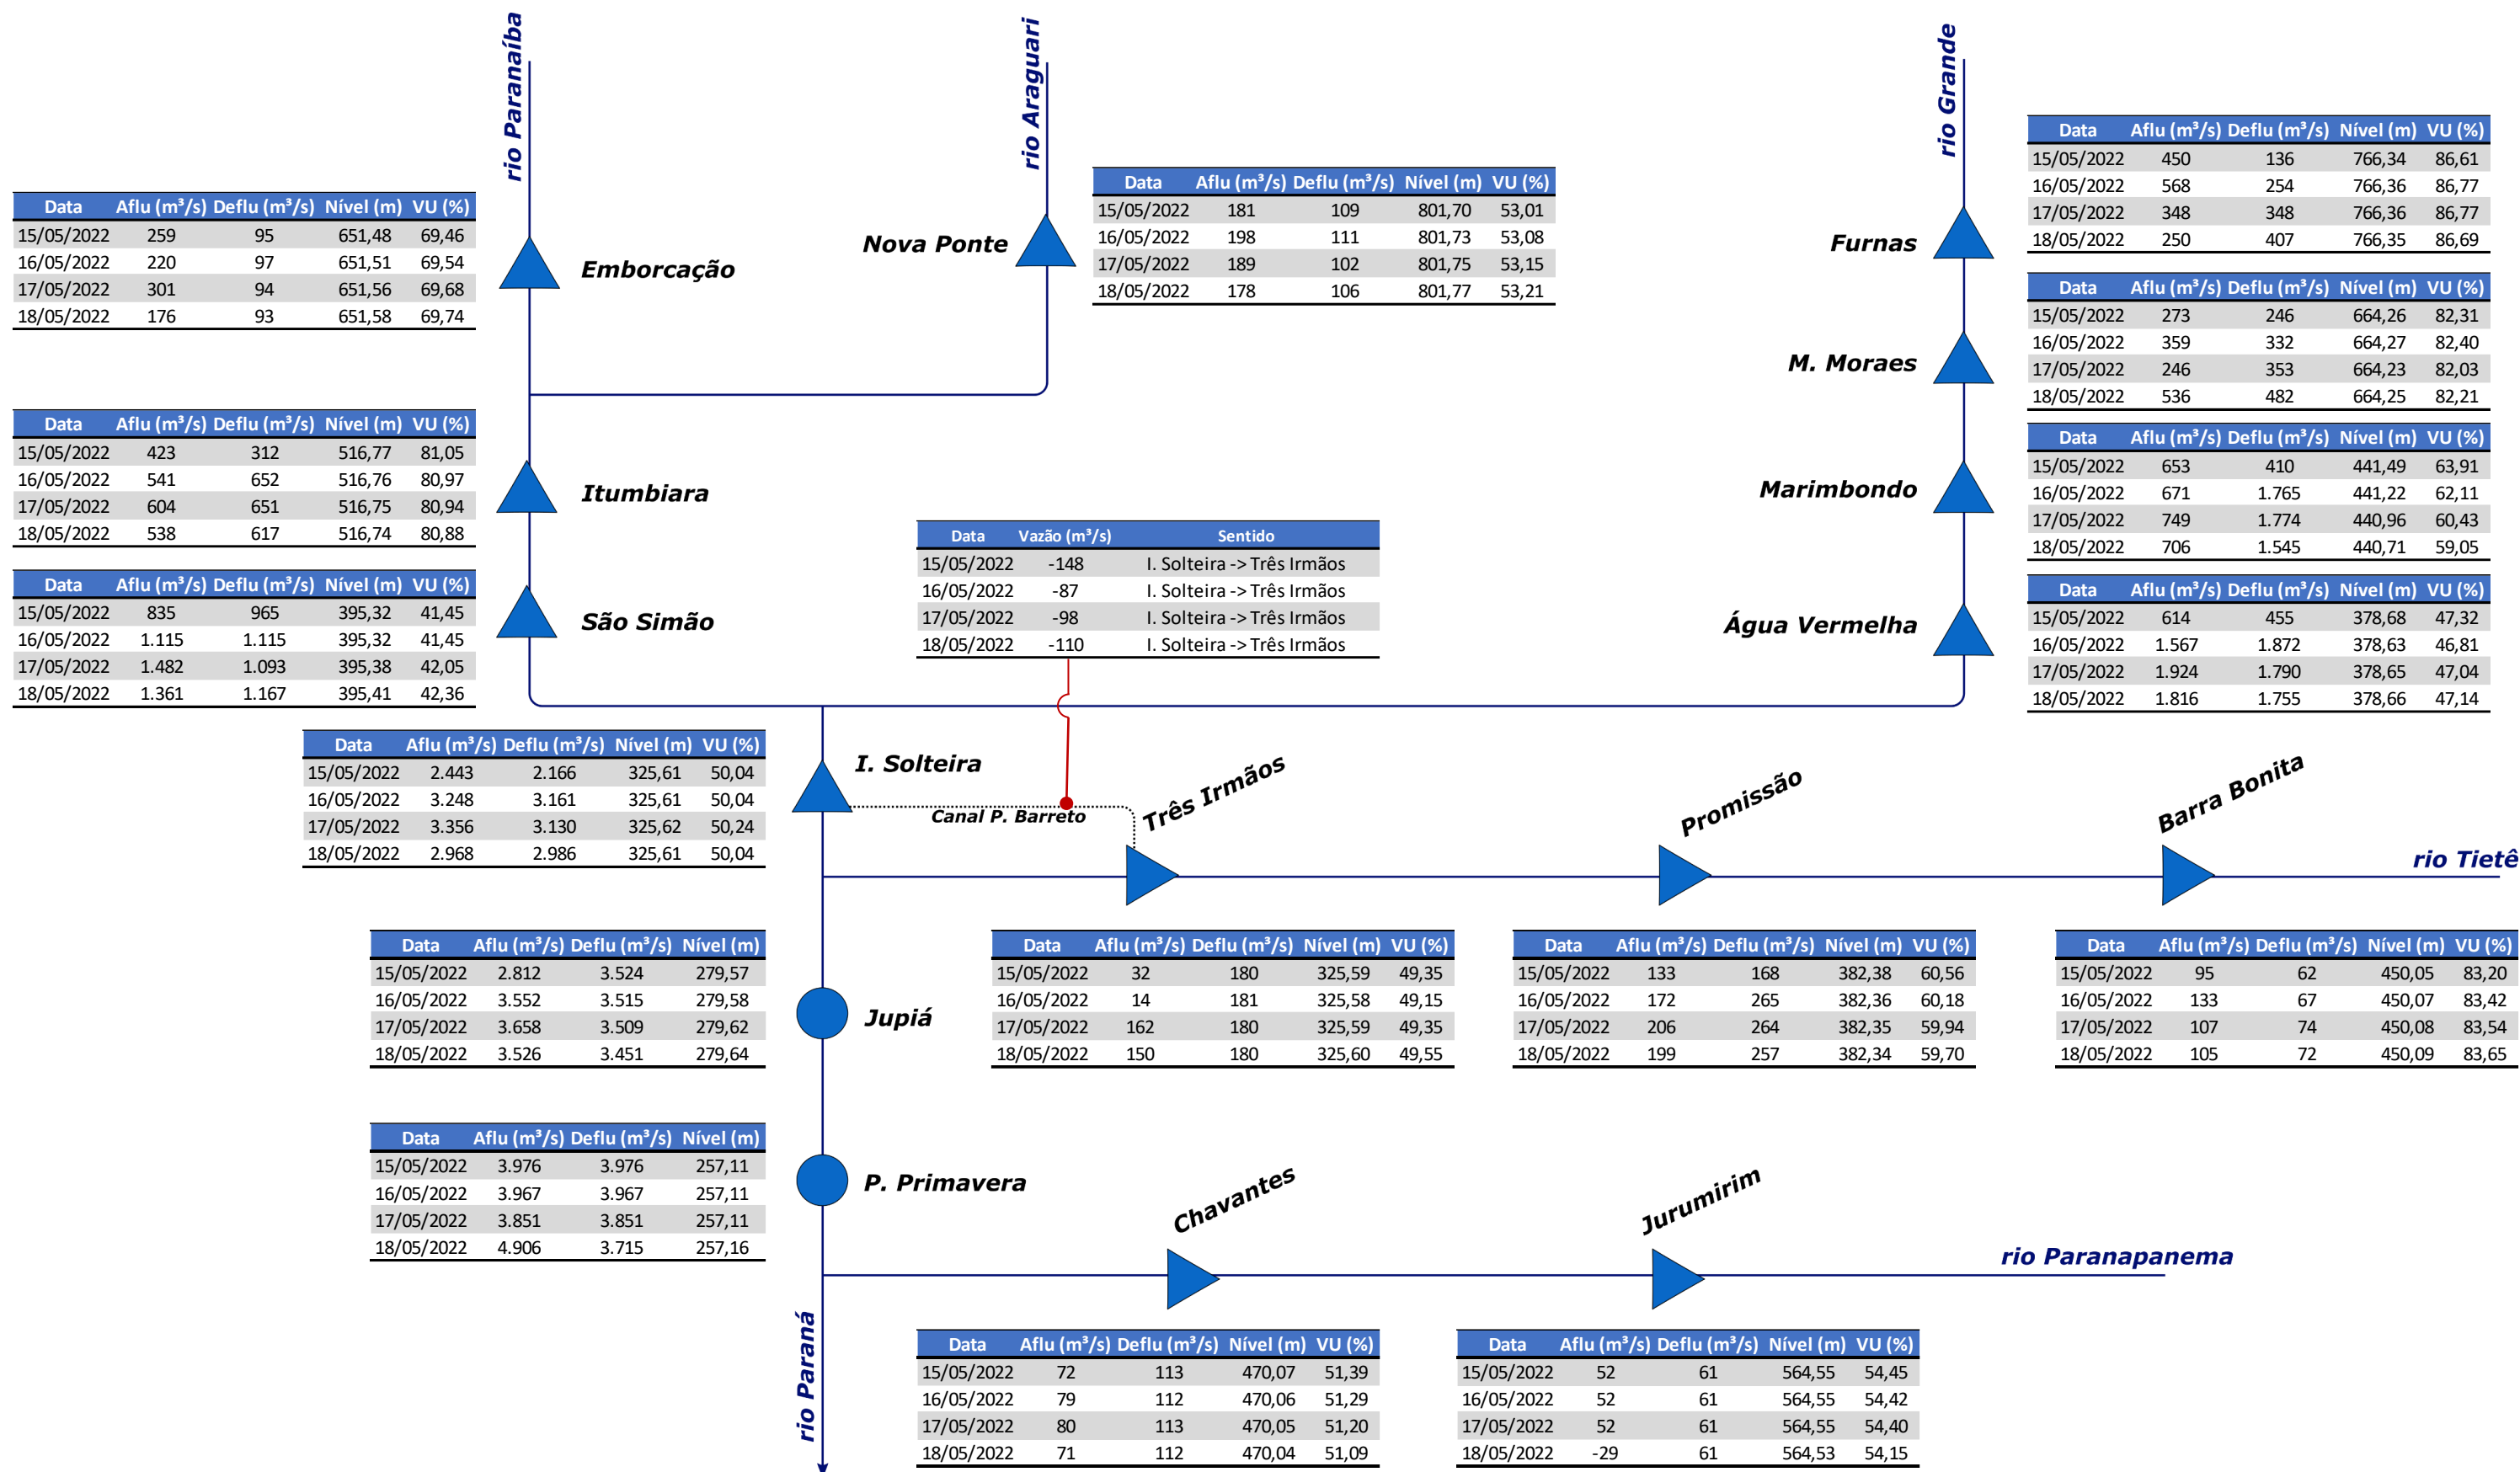 rio Paranaíba
rio Araguari
rio Grande
Data Aflu (m³/s) Deflu (m³/s) Nível (m) VU (%)
15/05/2022 259 95 651,48 69,46
16/05/2022 220 97 651,51 69,54
17/05/2022 301 94 651,56 69,68
18/05/2022 176 93 651,58 69,74
Emborcação
Nova Ponte
Data Aflu (m³/s) Deflu (m³/s) Nível (m) VU (%)
15/05/2022 181 109 801,70 53,01
16/05/2022 198 111 801,73 53,08
17/05/2022 189 102 801,75 53,15
18/05/2022 178 106 801,77 53,21
Furnas
Data Aflu (m³/s) Deflu (m³/s) Nível (m) VU (%)
15/05/2022 450 136 766,34 86,61
16/05/2022 568 254 766,36 86,77
17/05/2022 348 348 766,36 86,77
18/05/2022 250 407 766,35 86,69
M. Moraes
Data Aflu (m³/s) Deflu (m³/s) Nível (m) VU (%)
15/05/2022 273 246 664,26 82,31
16/05/2022 359 332 664,27 82,40
17/05/2022 246 353 664,23 82,03
18/05/2022 536 482 664,25 82,21
Data Aflu (m³/s) Deflu (m³/s) Nível (m) VU (%)
15/05/2022 423 312 516,77 81,05
16/05/2022 541 652 516,76 80,97
17/05/2022 604 651 516,75 80,94
18/05/2022 538 617 516,74 80,88
Itumbiara
Marimbondo
Data Aflu (m³/s) Deflu (m³/s) Nível (m) VU (%)
15/05/2022 653 410 441,49 63,91
16/05/2022 671 1.765 441,22 62,11
17/05/2022 749 1.774 440,96 60,43
18/05/2022 706 1.545 440,71 59,05
Data Aflu (m³/s) Deflu (m³/s) Nível (m) VU (%)
15/05/2022 835 965 395,32 41,45
16/05/2022 1.115 1.115 395,32 41,45
17/05/2022 1.482 1.093 395,38 42,05
18/05/2022 1.361 1.167 395,41 42,36
São Simão
Data Vazão (m³/s) Sentido
15/05/2022 -148 I. Solteira -> Três Irmãos
16/05/2022 -87 I. Solteira -> Três Irmãos
17/05/2022 -98 I. Solteira -> Três Irmãos
18/05/2022 -110 I. Solteira -> Três Irmãos
Água Vermelha
Data Aflu (m³/s) Deflu (m³/s) Nível (m) VU (%)
15/05/2022 614 455 378,68 47,32
16/05/2022 1.567 1.872 378,63 46,81
17/05/2022 1.924 1.790 378,65 47,04
18/05/2022 1.816 1.755 378,66 47,14
Data Aflu (m³/s) Deflu (m³/s) Nível (m) VU (%)
15/05/2022 2.443 2.166 325,61 50,04
16/05/2022 3.248 3.161 325,61 50,04
17/05/2022 3.356 3.130 325,62 50,24
18/05/2022 2.968 2.986 325,61 50,04
I. Solteira
Canal P. Barreto
Três Irmãos
Promissão
Barra Bonita
rio Tietê
Data Aflu (m³/s) Deflu (m³/s) Nível (m)
15/05/2022 2.812 3.524 279,57
16/05/2022 3.552 3.515 279,58
17/05/2022 3.658 3.509 279,62
18/05/2022 3.526 3.451 279,64
Jupiá
Data Aflu (m³/s) Deflu (m³/s) Nível (m) VU (%)
15/05/2022 32 180 325,59 49,35
16/05/2022 14 181 325,58 49,15
17/05/2022 162 180 325,59 49,35
18/05/2022 150 180 325,60 49,55
Data Aflu (m³/s) Deflu (m³/s) Nível (m) VU (%)
15/05/2022 133 168 382,38 60,56
16/05/2022 172 265 382,36 60,18
17/05/2022 206 264 382,35 59,94
18/05/2022 199 257 382,34 59,70
Data Aflu (m³/s) Deflu (m³/s) Nível (m) VU (%)
15/05/2022 95 62 450,05 83,20
16/05/2022 133 67 450,07 83,42
17/05/2022 107 74 450,08 83,54
18/05/2022 105 72 450,09 83,65
Data Aflu (m³/s) Deflu (m³/s) Nível (m)
15/05/2022 3.976 3.976 257,11
16/05/2022 3.967 3.967 257,11
17/05/2022 3.851 3.851 257,11
18/05/2022 4.906 3.715 257,16
P. Primavera
Chavantes
Jurumirim
rio Paranapanema
rio Paraná
Data Aflu (m³/s) Deflu (m³/s) Nível (m) VU (%)
15/05/2022 72 113 470,07 51,39
16/05/2022 79 112 470,06 51,29
17/05/2022 80 113 470,05 51,20
18/05/2022 71 112 470,04 51,09
Data Aflu (m³/s) Deflu (m³/s) Nível (m) VU (%)
15/05/2022 52 61 564,55 54,45
16/05/2022 52 61 564,55 54,42
17/05/2022 52 61 564,55 54,40
18/05/2022 -29 61 564,53 54,15